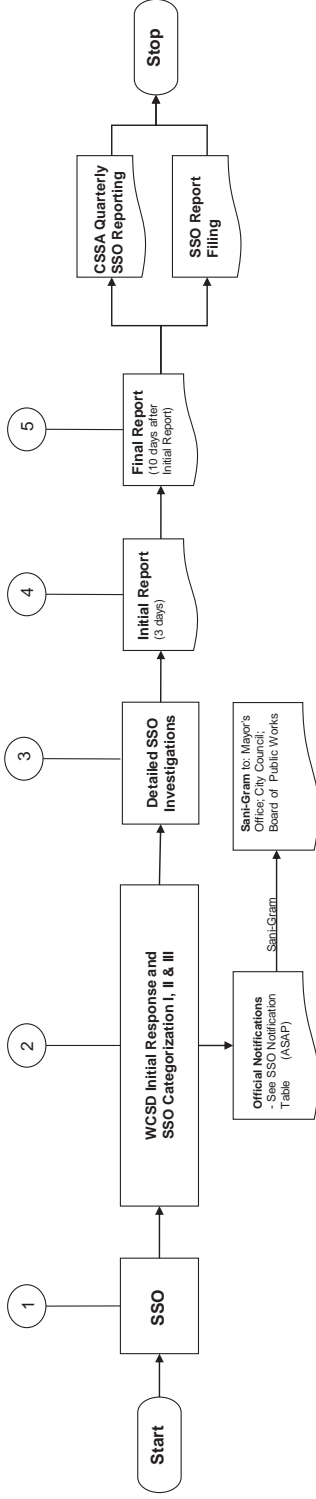 Start
1
SSO
2
WCSD Initial Response and
SSO Categorization I, II & III
Official Notifications
- See SSO Notification
Table (ASAP)
Sani-Gram
Sani-Gram to: Mayor's
Office; City Council;
Board of Public Works
3
Detailed SSO
Investigations
4
Initial Report
(3 days)
5
Final Report
(10 days after
Initial Report)
CSSA Quarterly
SSO Reporting
SSO Report
Filing
Stop